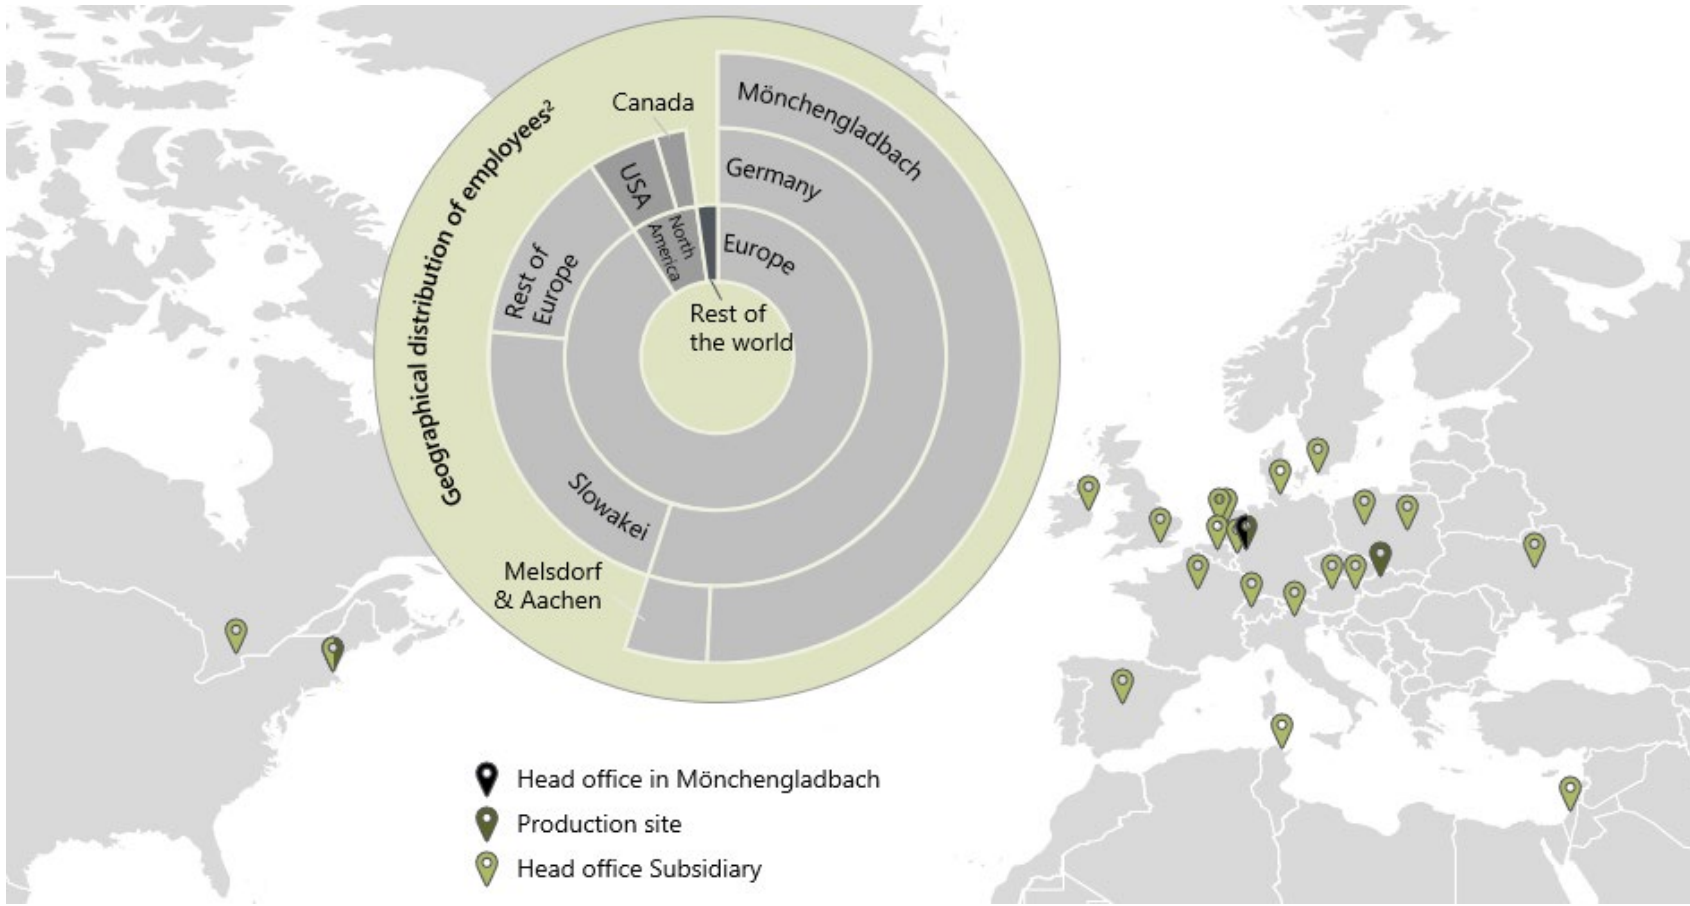 Geographical distribution of employees²
Canada
Mönchengladbach
USA
Germany
North
America
Europe
Rest of
Europe
Rest of
the world
Slowakei
Melsdorf
& Aachen
Head office in Mönchengladbach
Production site
Head office Subsidiary